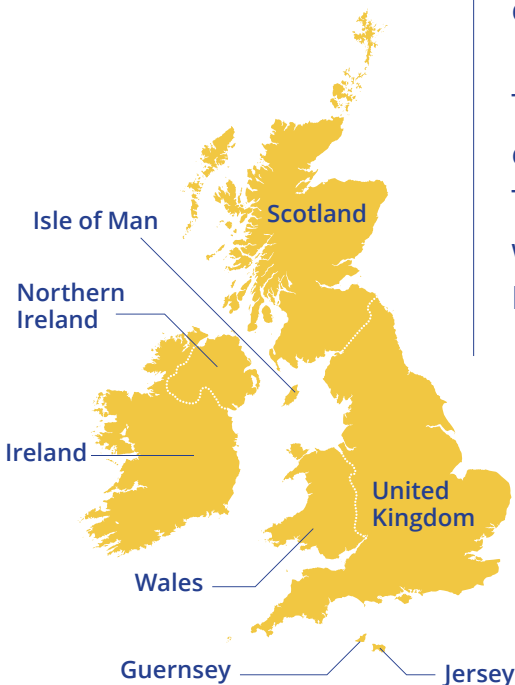 Scotland
Isle of Man
Northern
Ireland
Ireland
United
Kingdom
Wales
Guernsey
Jersey